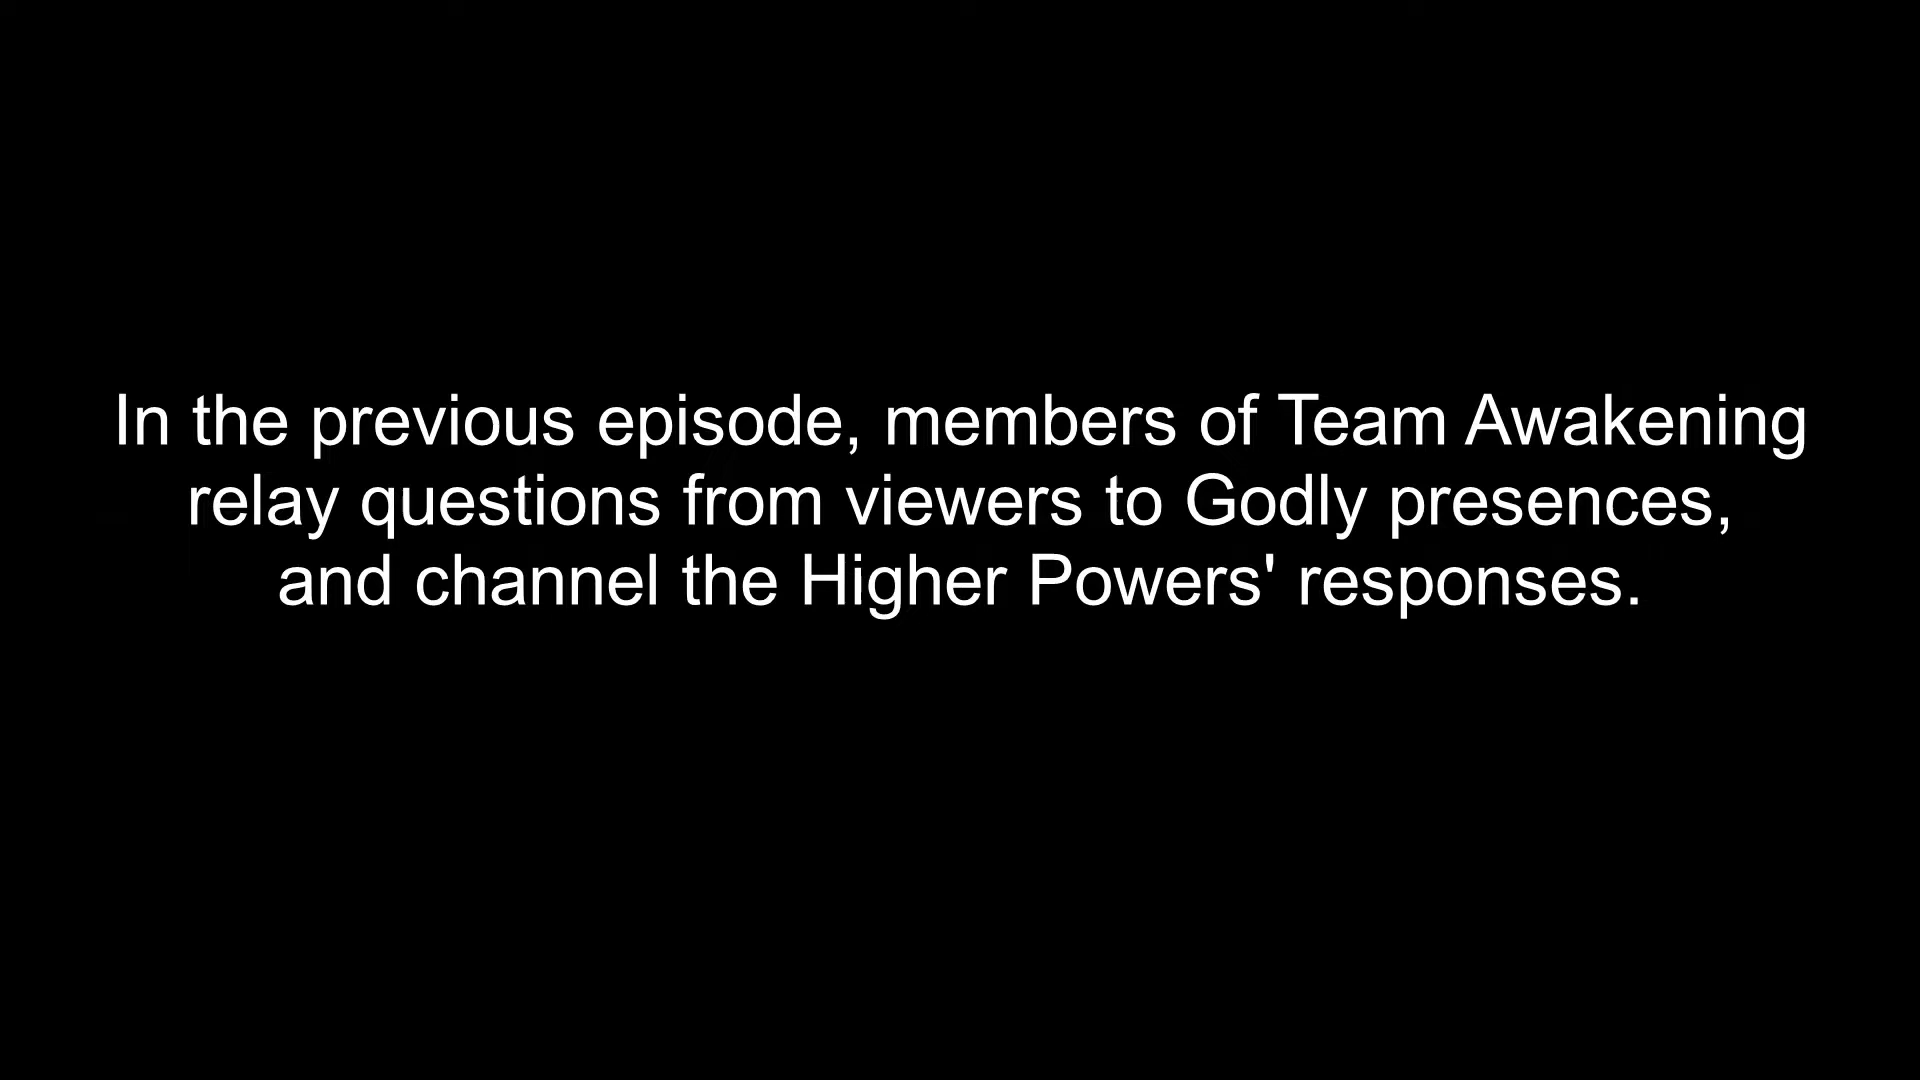 In the previous episode, members of Team Awakening
relay questions from viewers to Godly presences,
and channel the Higher Powers' responses.